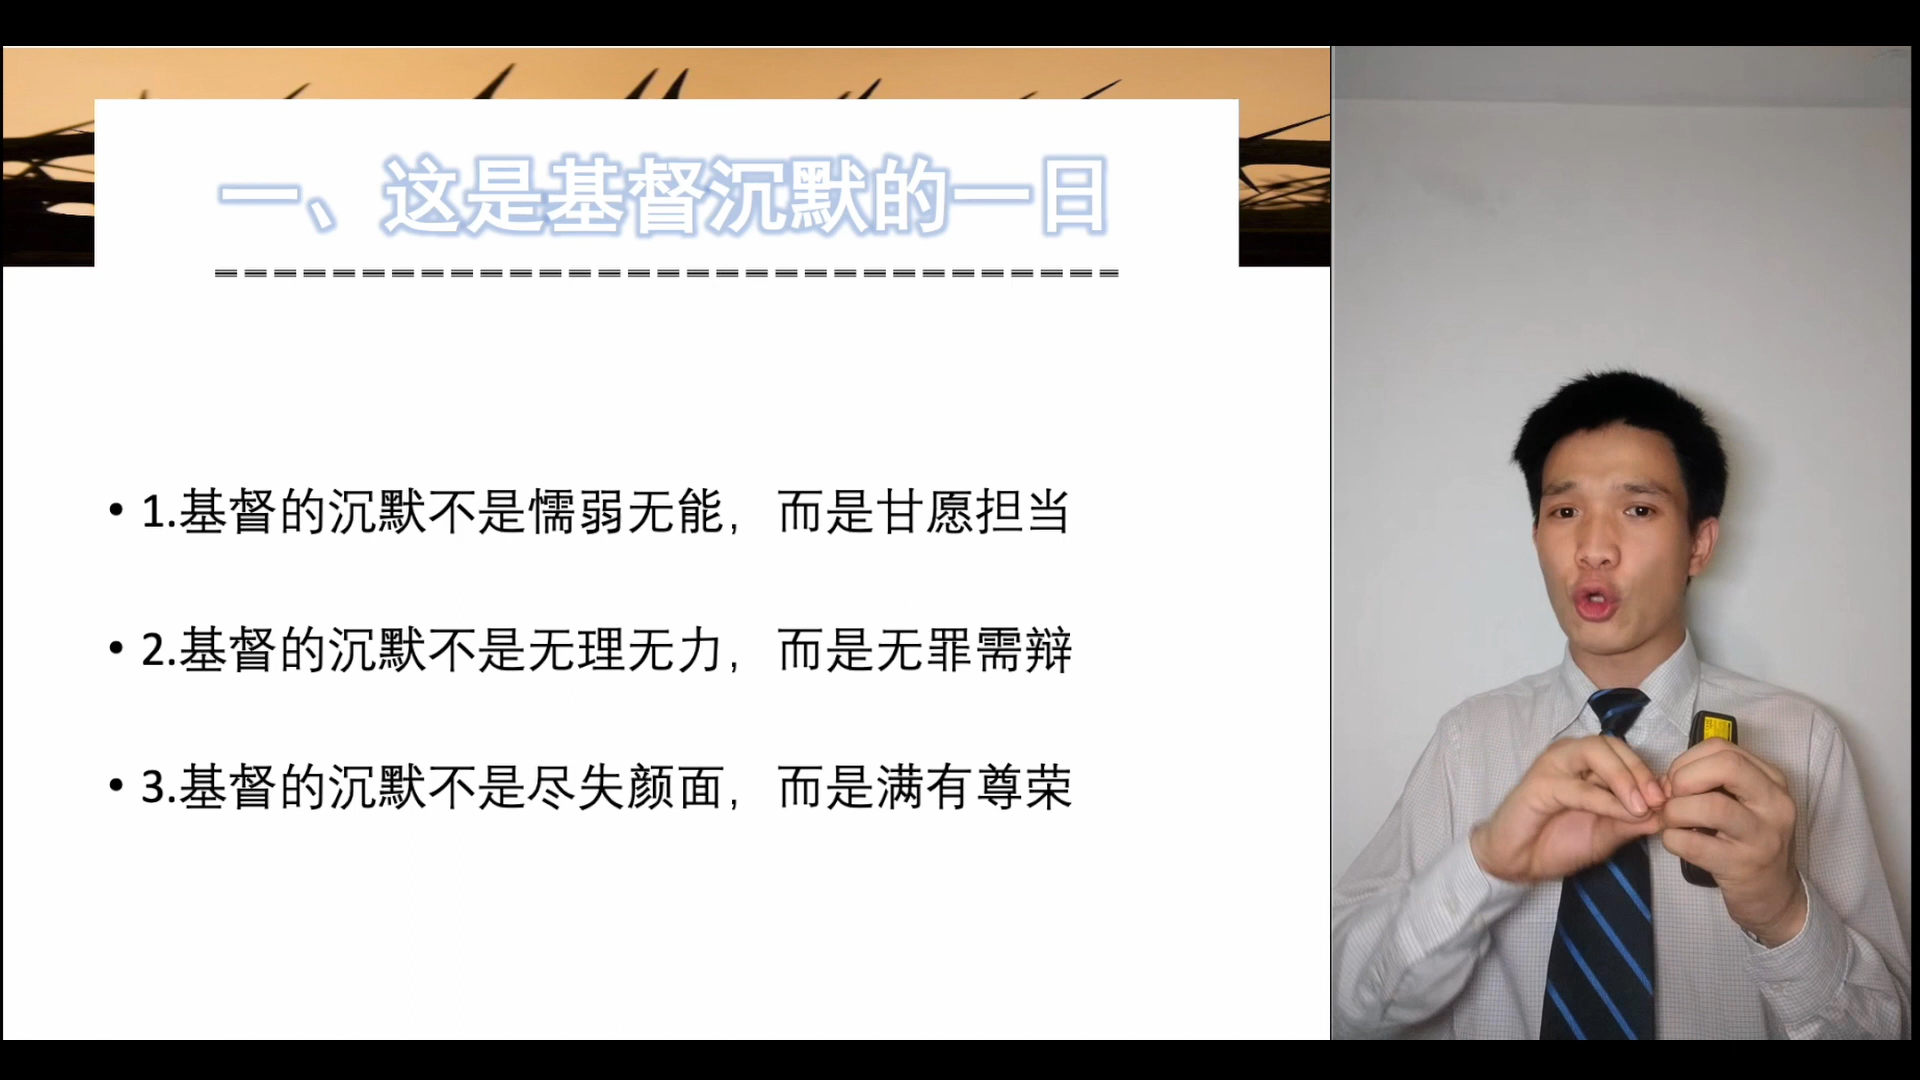 一、这是基督沉默的一日
• 1.基督的沉默不是懦弱无能，而是甘愿担当
• 2.基督的沉默不是无理无力，而是无罪需辩
• 3.基督的沉默不是尽失颜面，而是满有尊荣